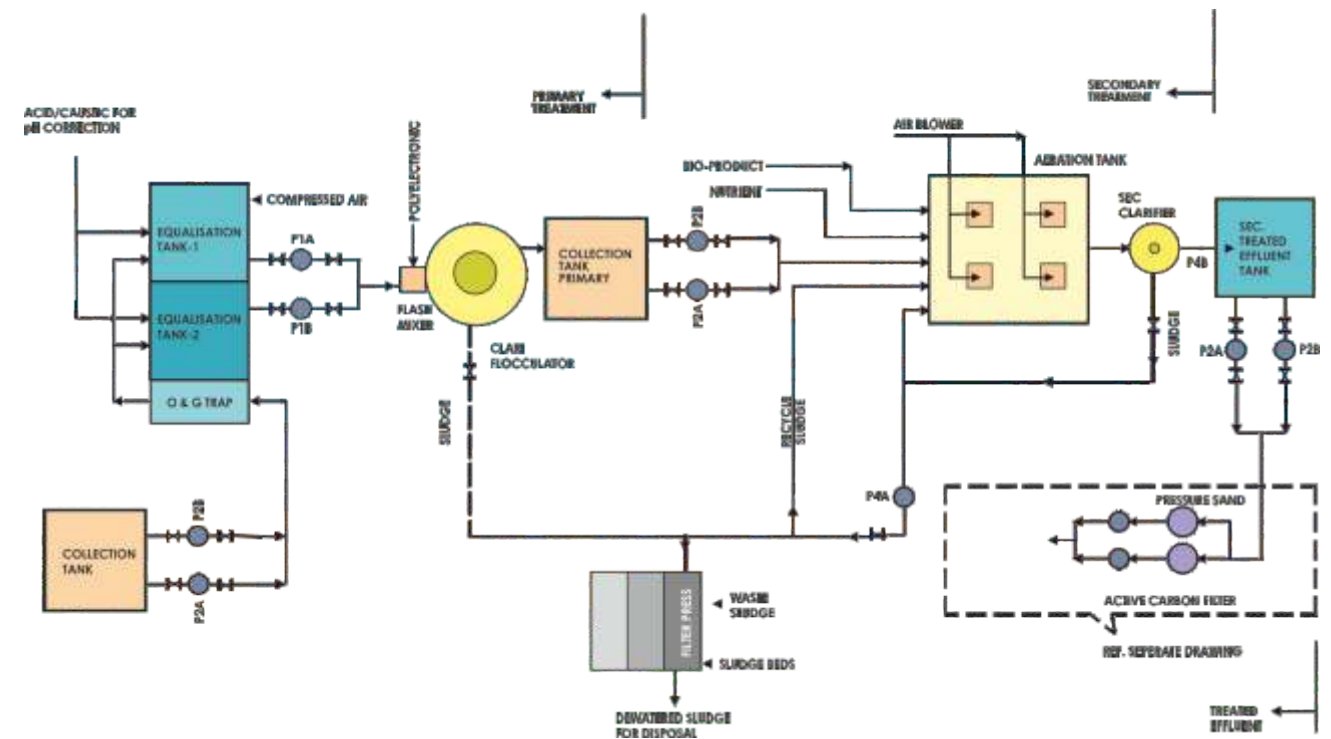 PRIMARY
TREATMENT
SECONDARY
TREATMENT
ACID/CAUSTIC FOR
pH CORRECTION
POLYELECTRONIC
AIR BLOWER
AERATION TANK
BIO-PRODUCT
NUTRIENT
COMPRESSED AIR
EQUALISATION
TANK-1
P1A
P1B
EQUALISATION
TANK-2
O & G TRAP
FLASH
MIXER
CLARI
FLOCCULATOR
COLLECTION
TANK
PRIMARY
P2B
P2A
SEC
CLARIFIER
P4B
SEC.
TREATED
EFFLUENT
TANK
P2A
P2B
SLUDGE
SLUDGE
RECYCLE
SLUDGE
P4A
COLLECTION
TANK
P2B
P2A
PRESSURE SAND
ACTIVE CARBON FILTER
REF. SEPERATE DRAWING
FILTER PRESS
WASTE
SLUDGE
SLUDGE BEDS
DEWATERED SLUDGE
FOR DISPOSAL
TREATED
EFFLUENT